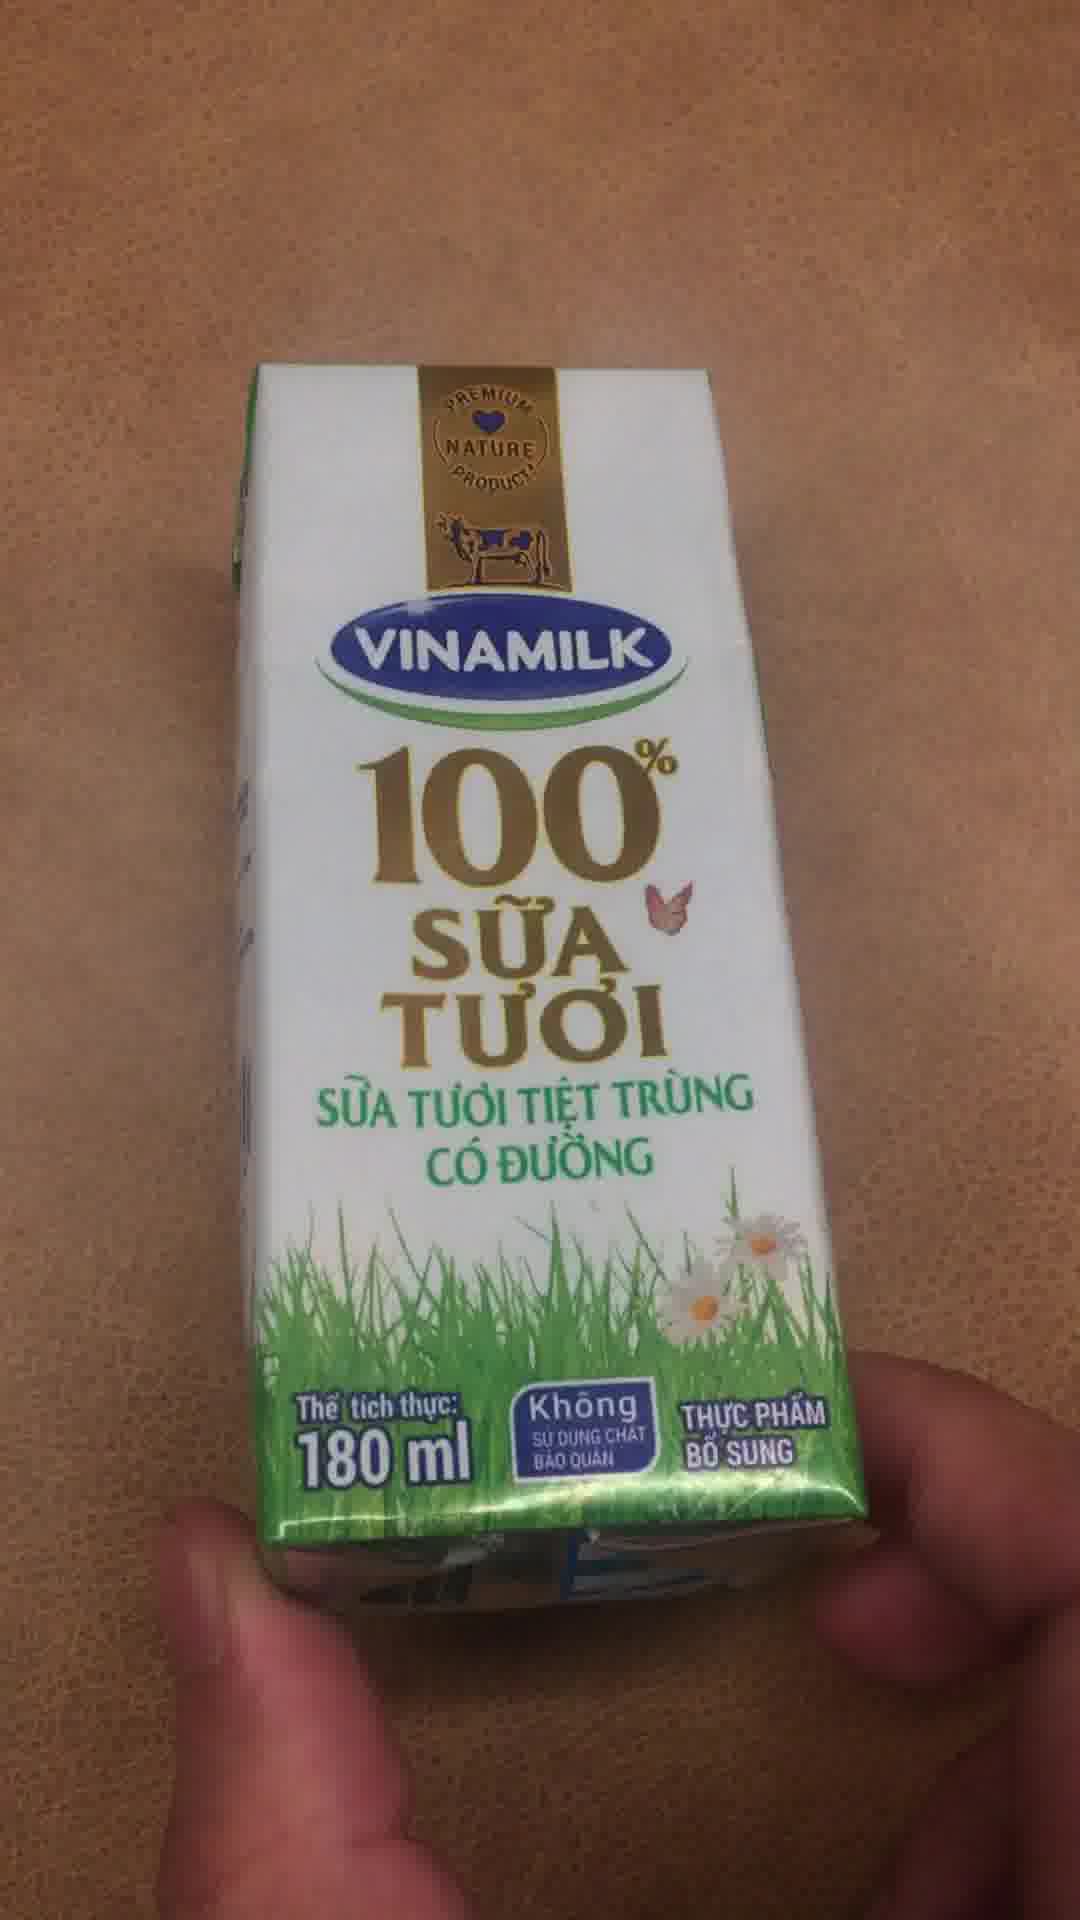 PREMIUM
NATURE
PRODUCT
VINAMILK
100%
SỮA
TƯƠI
SỮA TƯƠI TIỆT TRÙNG
CÓ ĐƯỜNG
Thể tích thực:
180 ml
Không
SỬ DỤNG CHẤT
BẢO QUẢN
THỰC PHẨM
BỔ SUNG